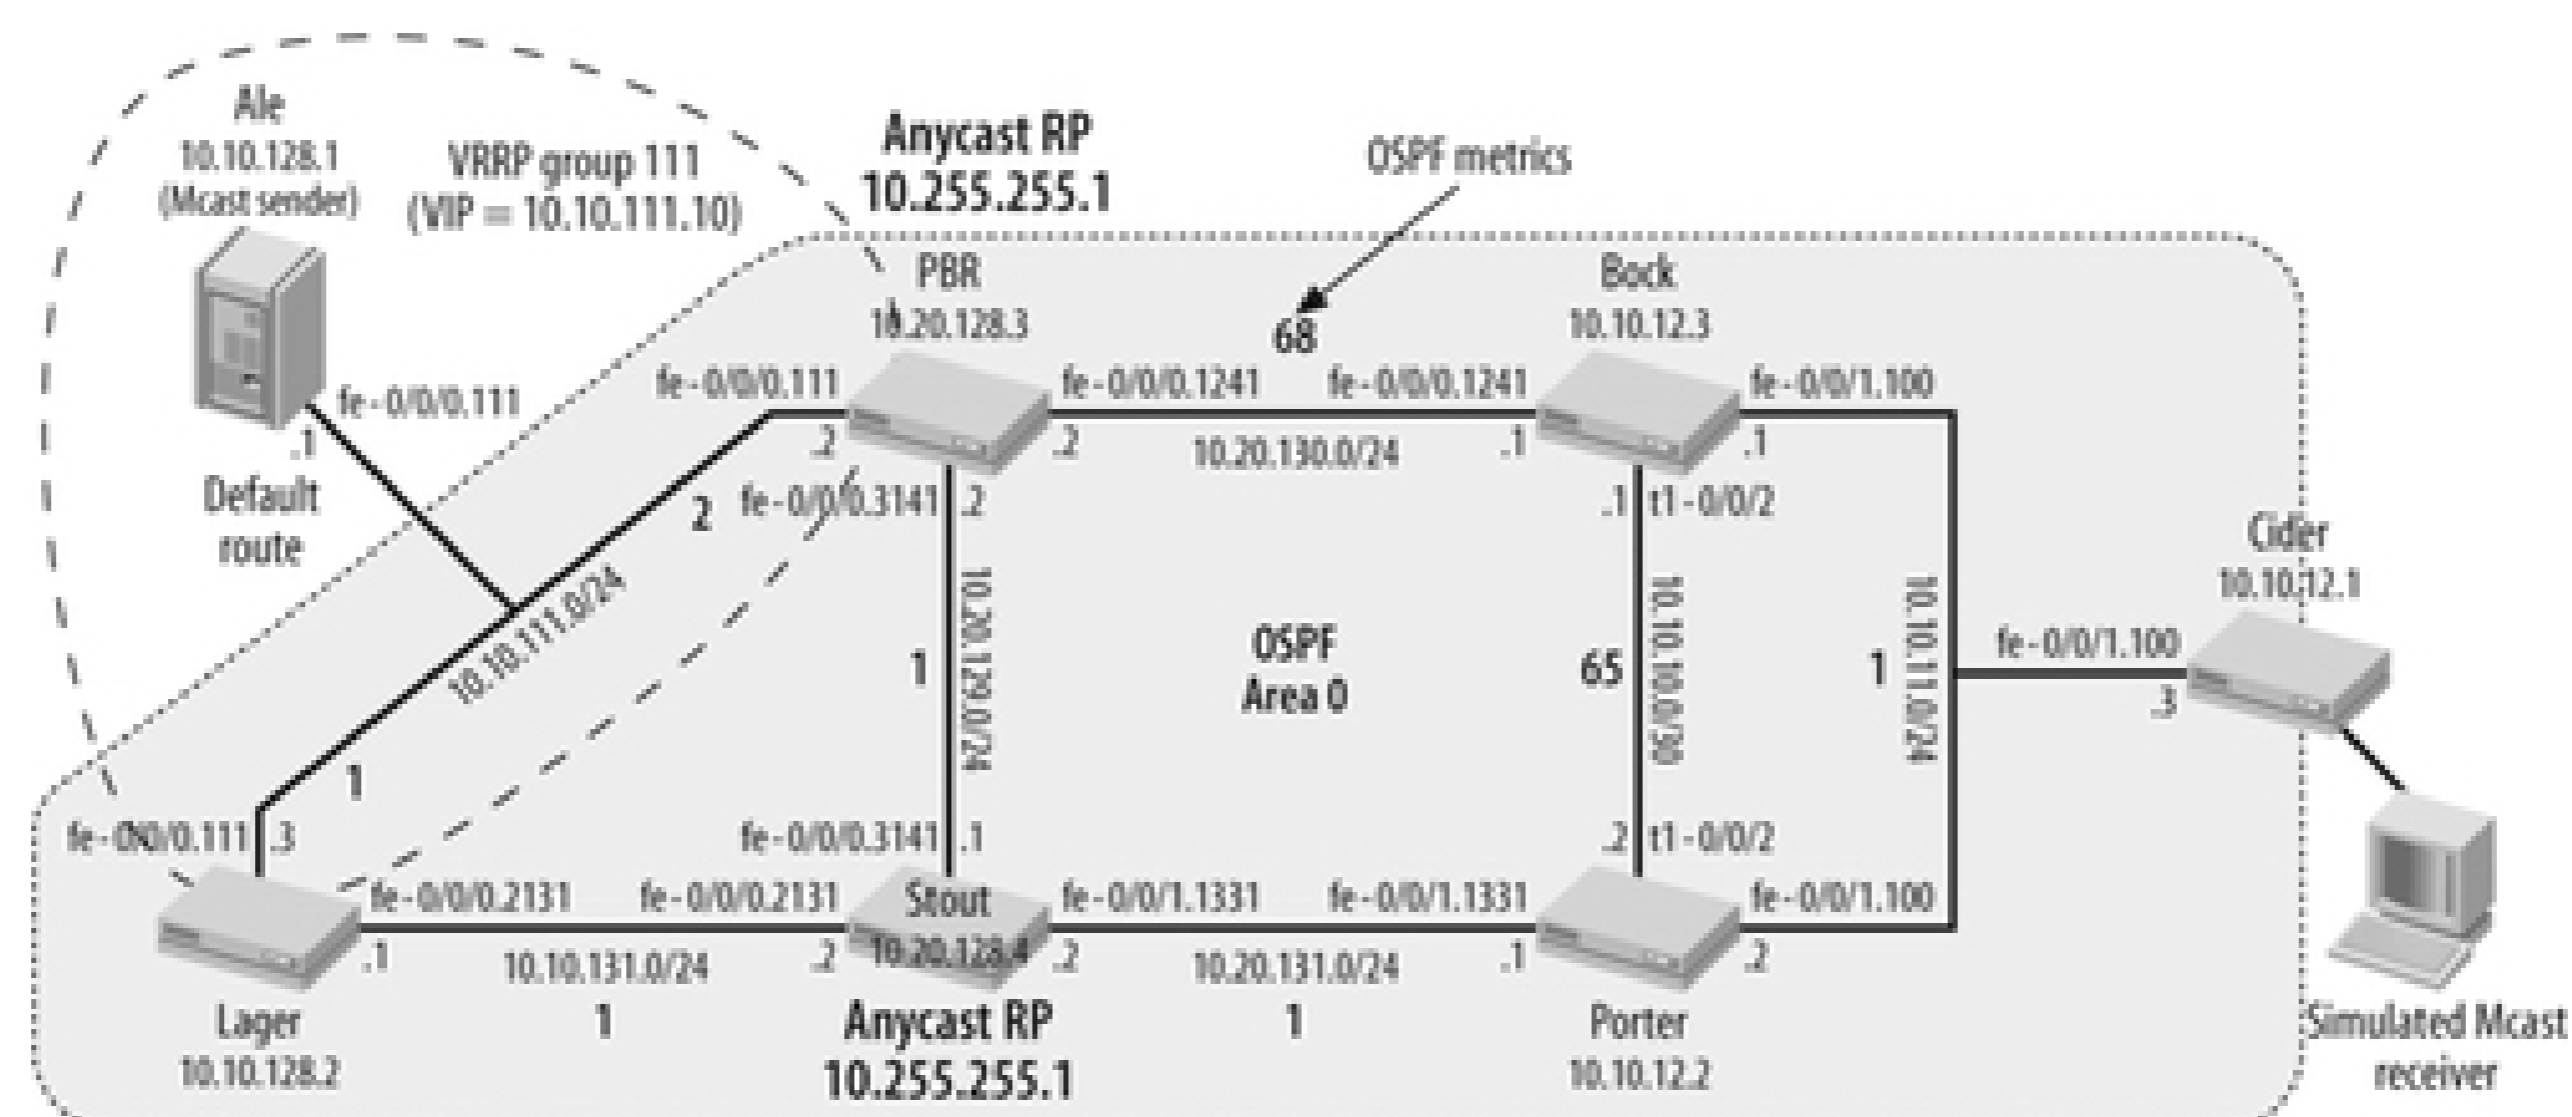 Ale
10.10.128.1
(Mcast sender)
VRRP group 111
(VIP = 10.10.111.10)
Anycast RP
10.255.255.1
OSPF metrics
PBR
10.20.128.3
68
Bock
10.10.12.3
fe-0/0/0.111
.1
Default
route
fe-0/0/0.111
.2
fe-0/0/0.1241
.2
fe-0/0/0.1241
.1
10.20.130.0/24
fe-0/0/1.100
.1
2
fe-0/0/0.3141
.2
.1
t1-0/0/2
10.10.111.0/24
1
10.20.129.0/24
1
OSPF
Area 0
65
10.10.10.0/30
1
10.10.11.0/24
Cider
10.10.12.1
fe-0/0/1.100
.3
.3
fe-0/0/0.3141
.1
.2
t1-0/0/2
fe-0/0/0.2131
.1
fe-0/0/0.2131
.2
10.10.131.0/24
1
Stout
10.20.128.4
fe-0/0/1.1331
.2
fe-0/0/1.1331
.1
10.20.131.0/24
1
fe-0/0/1.100
.2
Lager
10.10.128.2
Anycast RP
10.255.255.1
Porter
10.10.12.2
Simulated Mcast
receiver